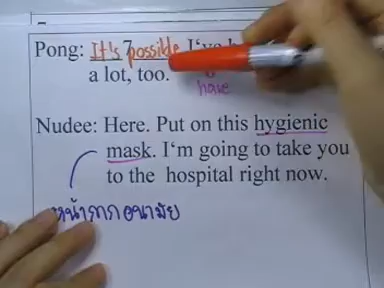 Pong: It's 7 possible I've
a lot, too.
have
Nudee: Here. Put on this hygienic
mask. I'm going to take you
to the hospital right now.
หน้ากากอนามัย